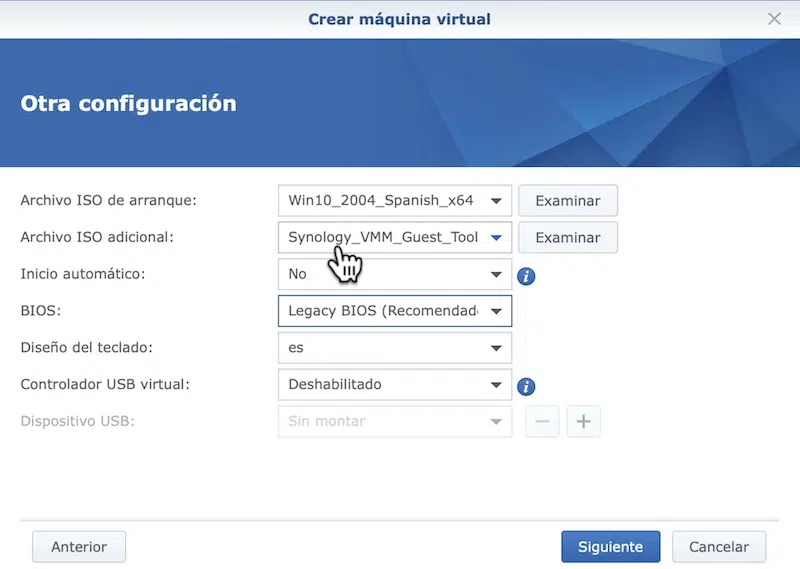 Crear máquina virtual
Otra configuración
Archivo ISO de arranque: Win10_2004_Spanish_x64 Examinar
Archivo ISO adicional: Synology_VMM_Guest_Tool Examinar
Inicio automático: No i
BIOS: Legacy BIOS (Recomendad
Diseño del teclado: es
Controlador USB virtual: Deshabilitado i
Dispositivo USB: Sin montar
Anterior Siguiente Cancelar